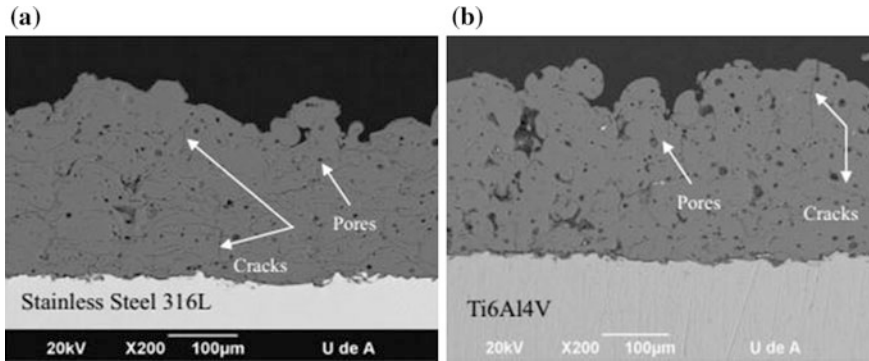 (a)
Pores
Cracks
Stainless Steel 316L
20kV X200 100μm U de A
(b)
Pores
Cracks
Ti6Al4V
20kV X200 100μm U de A